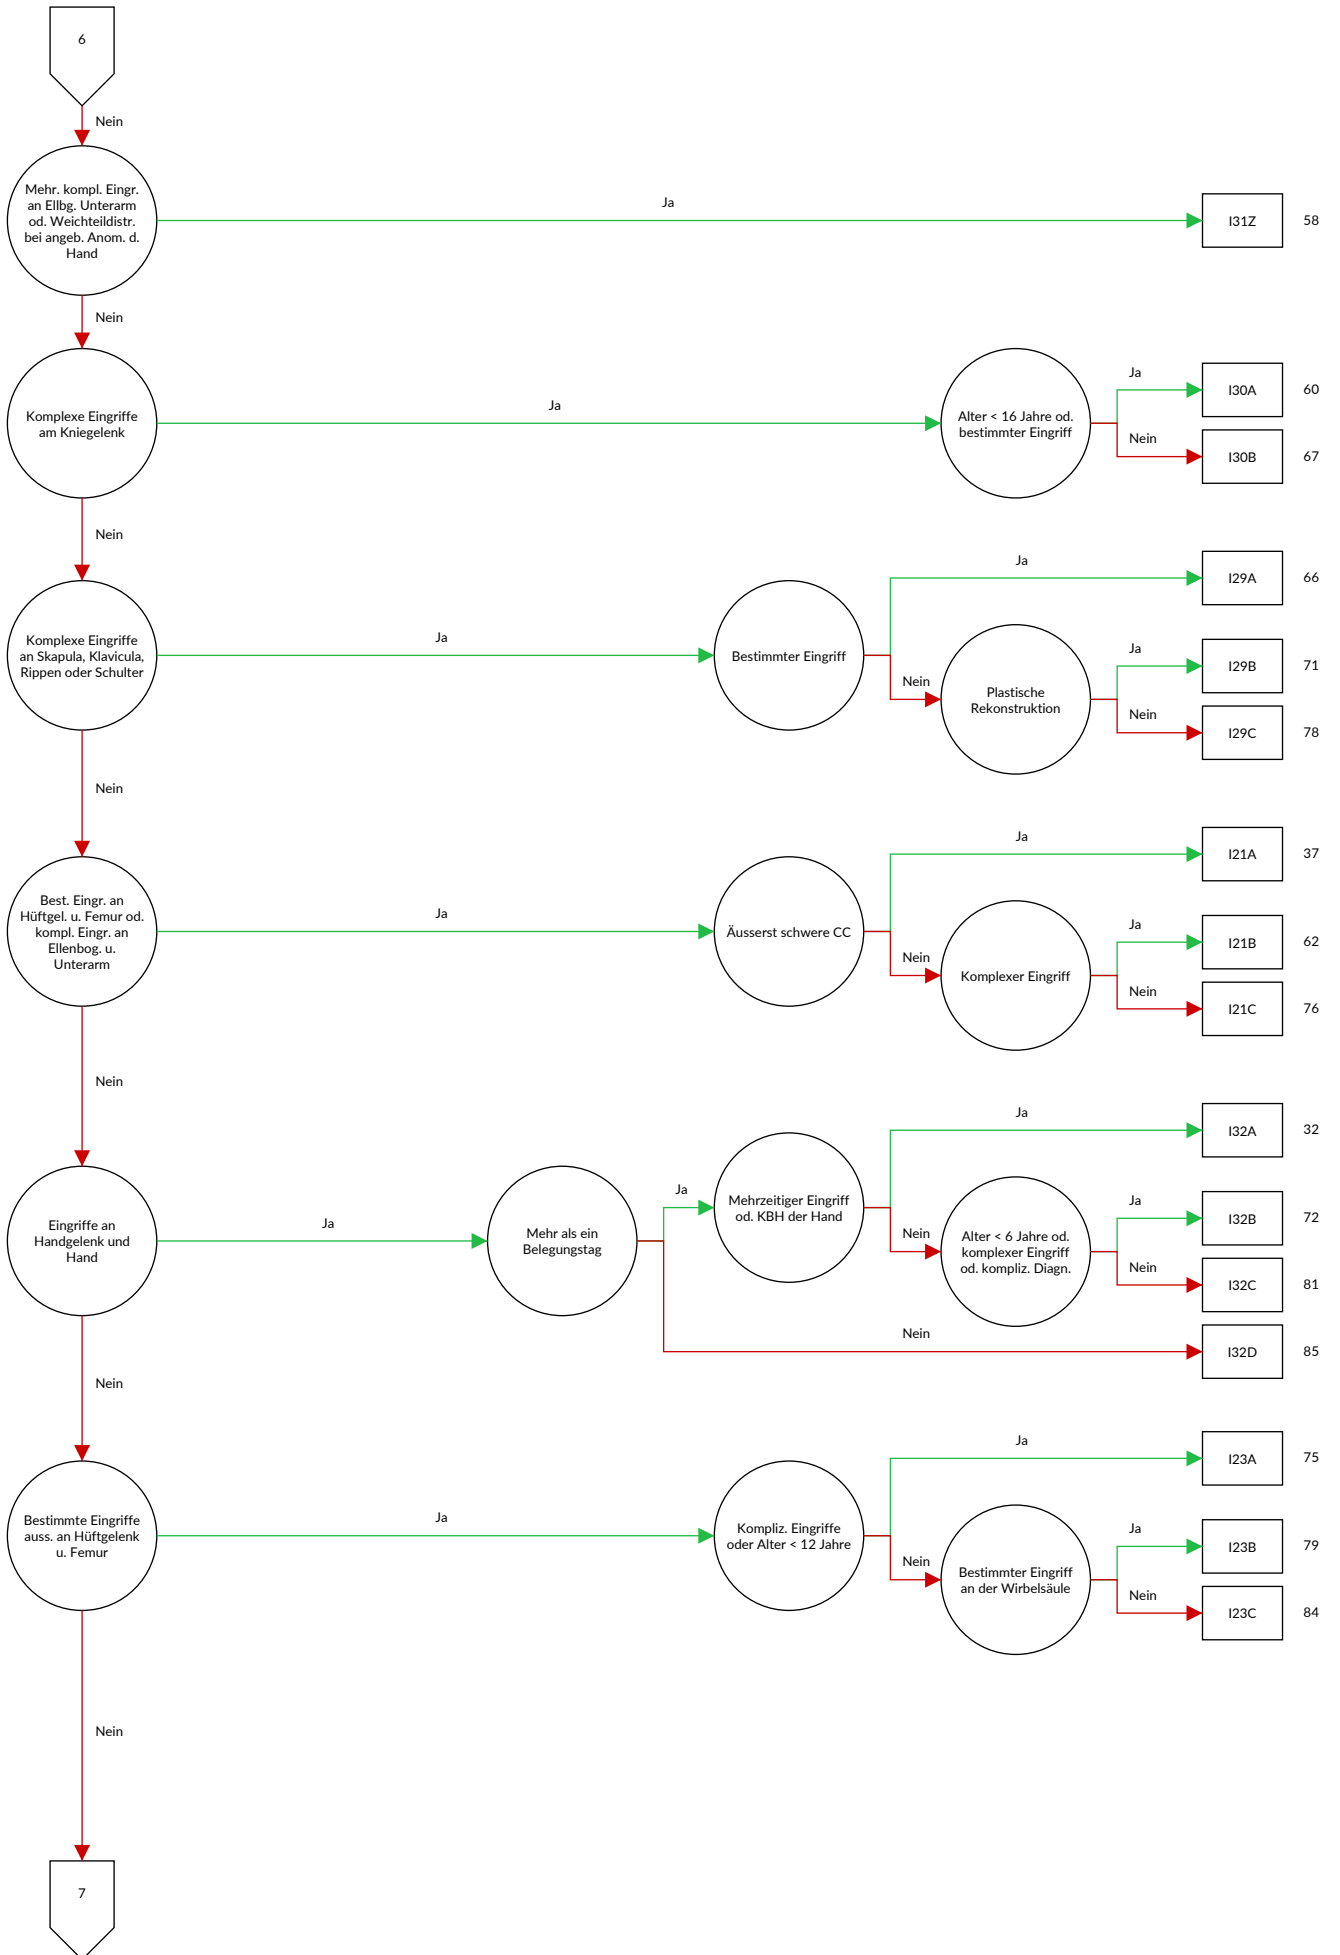 6
Nein
Mehr. kompl. Eingr.
an Ellbg. Unterarm
od. Weichteildistr.
bei angeb. Anom. d.
Hand
Ja
I31Z
58
Nein
Komplexe Eingriffe
am Kniegelenk
Ja
Alter < 16 Jahre od.
bestimmter Eingriff
Ja
I30A
60
Nein
I30B
67
Nein
Komplexe Eingriffe
an Skapula, Klavicula,
Rippen oder Schulter
Ja
Bestimmter Eingriff
Ja
I29A
66
Nein
Plastische
Rekonstruktion
Ja
I29B
71
Nein
I29C
78
Nein
Best. Eingr. an
Hüftgel. u. Femur od.
kompl. Eingr. an
Ellenbog. u.
Unterarm
Ja
Äusserst schwere CC
Ja
I21A
37
Nein
Komplexer Eingriff
Ja
I21B
62
Nein
I21C
76
Nein
Eingriffe an
Handgelenk und
Hand
Ja
Mehr als ein
Belegungstag
Ja
Mehrzeitiger Eingriff
od. KBH der Hand
Ja
I32A
32
Nein
Alter < 6 Jahre od.
komplexer Eingriff
od. kompliz. Diagn.
Ja
I32B
72
Nein
I32C
81
Nein
I32D
85
Nein
Bestimmte Eingriffe
auss. an Hüftgelenk
u. Femur
Ja
Kompliz. Eingriffe
oder Alter < 12 Jahre
Ja
I23A
75
Nein
Bestimmter Eingriff
an der Wirbelsäule
Ja
I23B
79
Nein
I23C
84
Nein
7